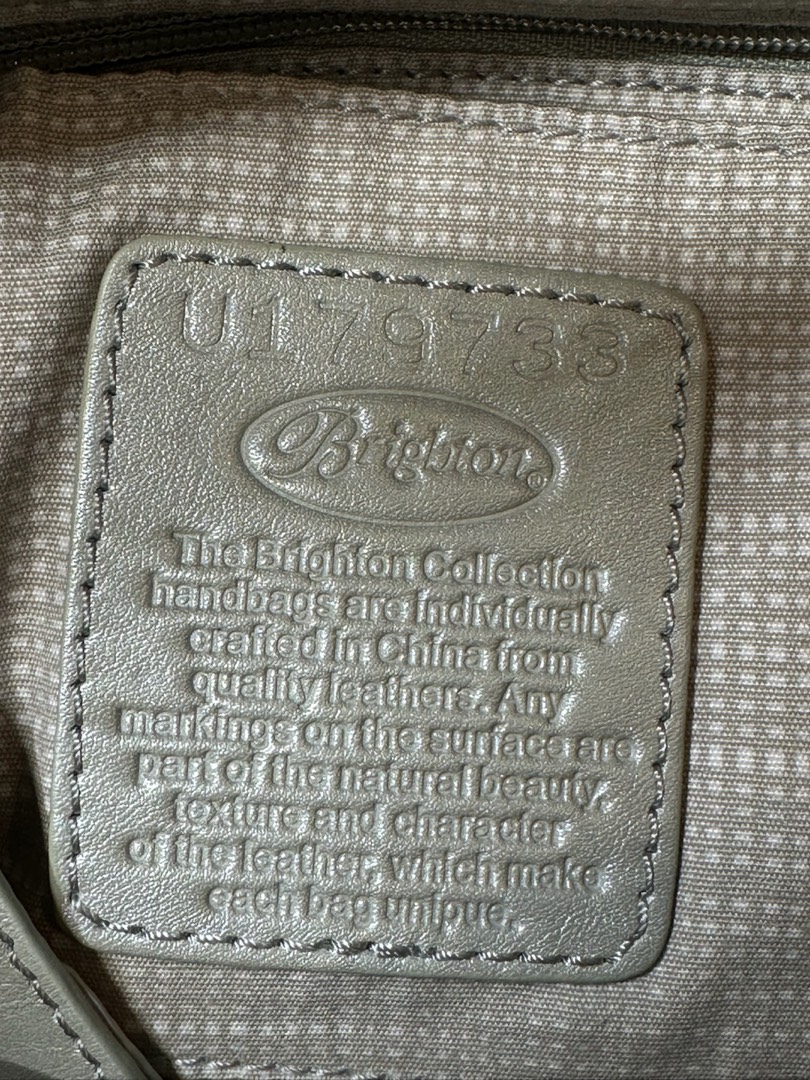 U179733
Brighton®
The Brighton Collection
handbags are individually
crafted in China from
quality leathers. Any
markings on the surface are
part of the natural beauty,
texture and character
of the leather, which make
each bag unipue.